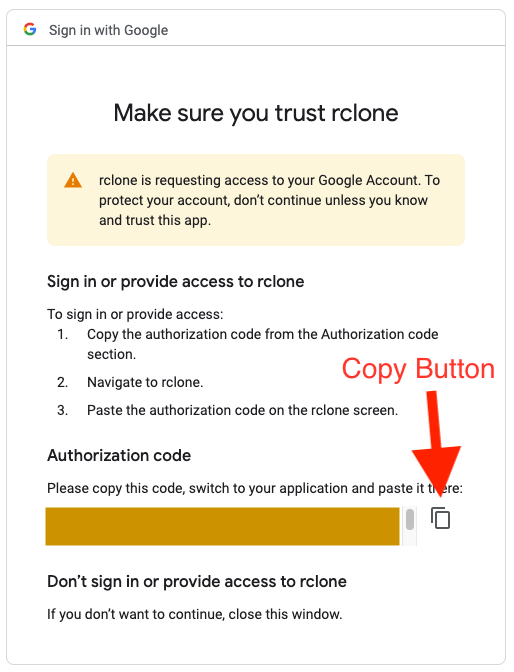 Sign in with Google
Make sure you trust rclone
rclone is requesting access to your Google Account. To
protect your account, don’t continue unless you know
and trust this app.
Sign in or provide access to rclone
To sign in or provide access:
1. Copy the authorization code from the Authorization code
section.
2. Navigate to rclone.
Copy Button
3. Paste the authorization code on the rclone screen.
Authorization code
Please copy this code, switch to your application and paste it there:
Don’t sign in or provide access to rclone
If you don’t want to continue, close this window.